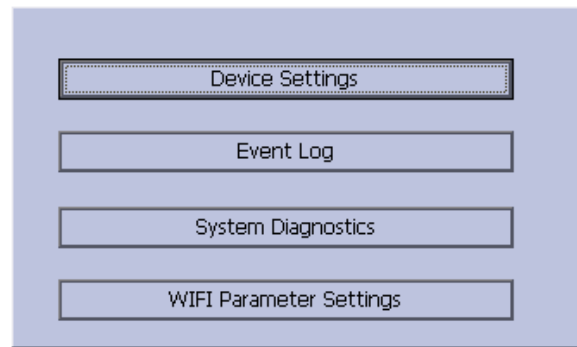 Device Settings
Event Log
System Diagnostics
WIFI Parameter Settings